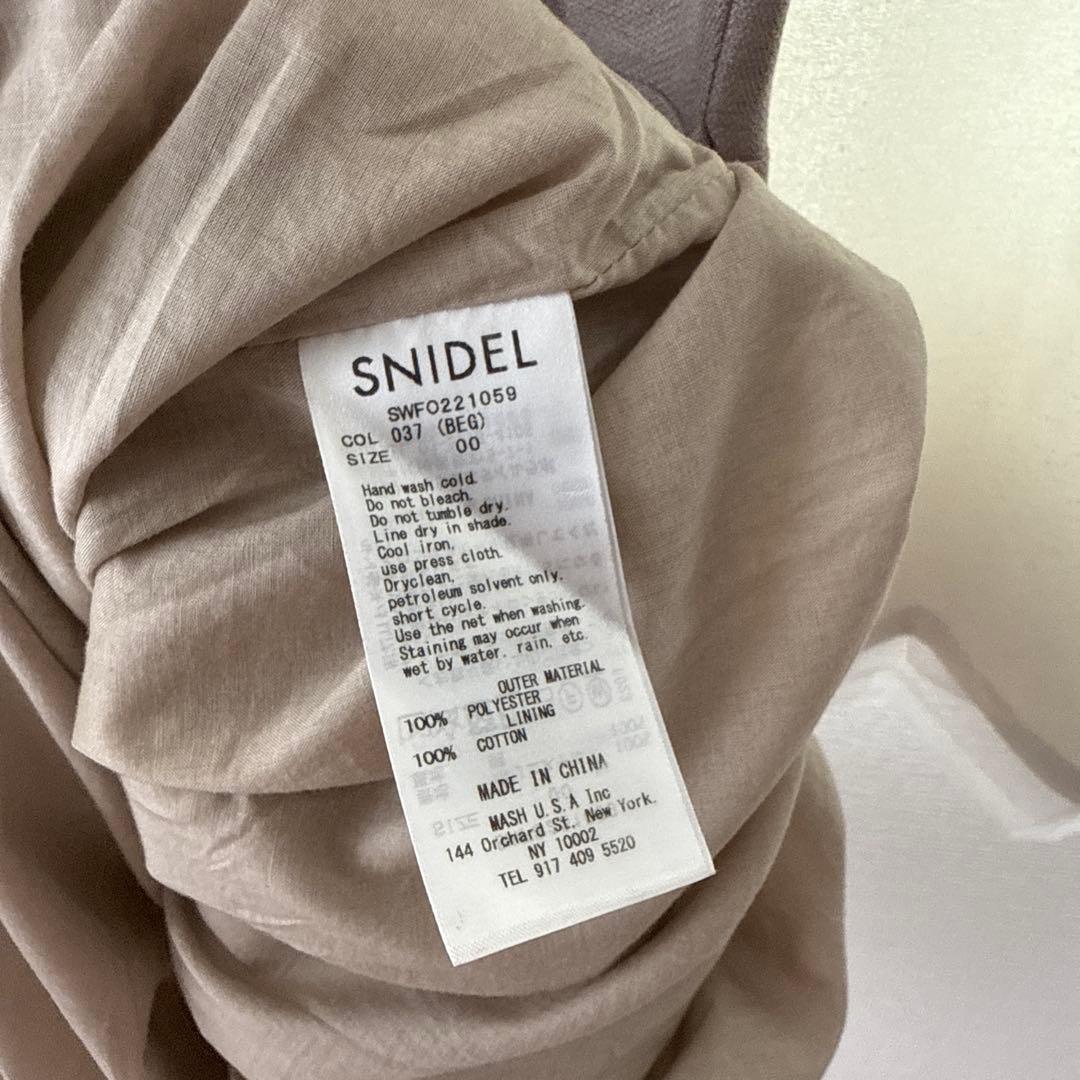 SNIDEL
SWFO221059
COL 037 (BEG)
SIZE 00
Hand wash cold.
Do not bleach.
Do not tumble dry.
Line dry in shade.
Cool iron,
use press cloth.
Dryclean,
petroleum solvent only.
short cycle.
Use the net when washing.
Staining may occur when
wet by water, rain, etc.
OUTER MATERIAL
100% POLYESTER
LINING
100% COTTON
MADE IN CHINA
MASH U.S.A Inc
144 Orchard St, New York.
NY 10002
TEL 917 409 5520